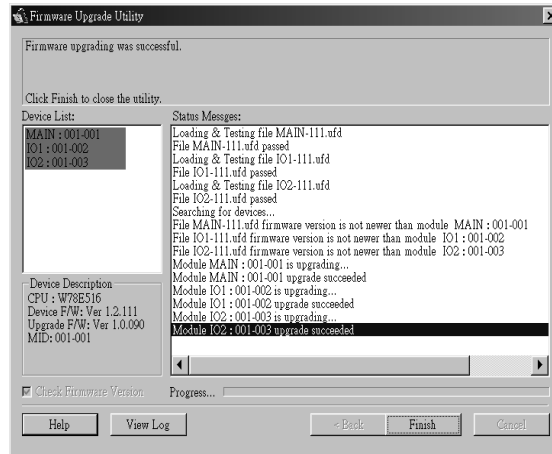 Firmware Upgrade Utility
Firmware upgrading was successful.
Click Finish to close the utility.
Device List:
MAIN : 001-001
IO1 : 001-002
IO2 : 001-003
Device Description
CPU : W78E516
Device F/W: Ver 1.2.111
Upgrade F/W: Ver 1.0.090
MID: 001-001
Status Messges:
Loading & Testing file MAIN-111.ufd
File MAIN-111.ufd passed
Loading & Testing file IO1-111.ufd
File IO1-111.ufd passed
Loading & Testing file IO2-111.ufd
File IO2-111.ufd passed
Searching for devices...
File MAIN-111.ufd firmware version is not newer than module MAIN : 001-001
File IO1-111.ufd firmware version is not newer than module IO1 : 001-002
File IO2-111.ufd firmware version is not newer than module IO2 : 001-003
Module MAIN : 001-001 is upgrading...
Module MAIN : 001-001 upgrade succeeded
Module IO1 : 001-002 is upgrading...
Module IO1 : 001-002 upgrade succeeded
Module IO2 : 001-003 is upgrading...
Module IO2 : 001-003 upgrade succeeded
Check Firmware Version
Progress...
Help
View Log
< Back
Finish
Cancel